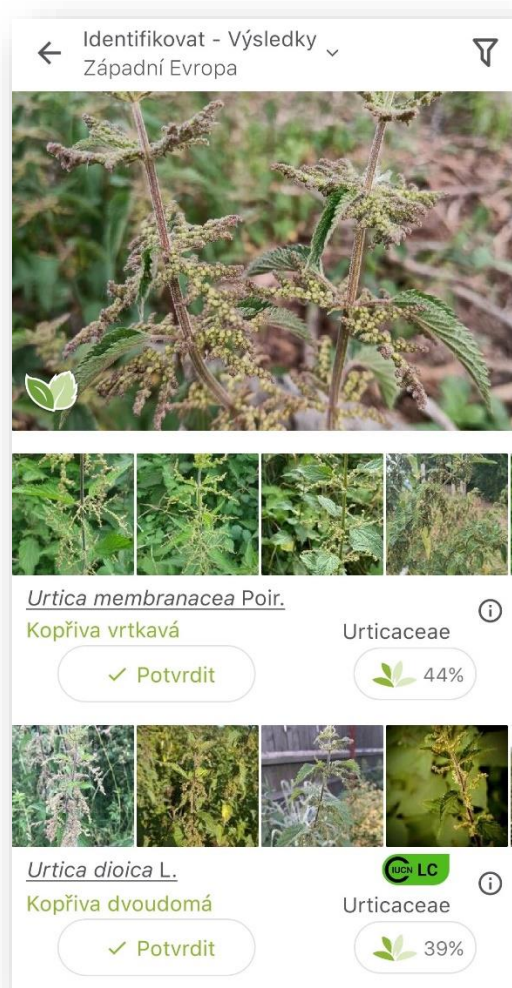 Identifikovat - Výsledky
Západní Evropa
Urtica membranacea Poir.
Kopřiva vrtkavá
Urticaceae
Potvrdit
44%
IUCN LC
Urtica dioica L.
Kopřiva dvoudomá
Urticaceae
Potvrdit
39%